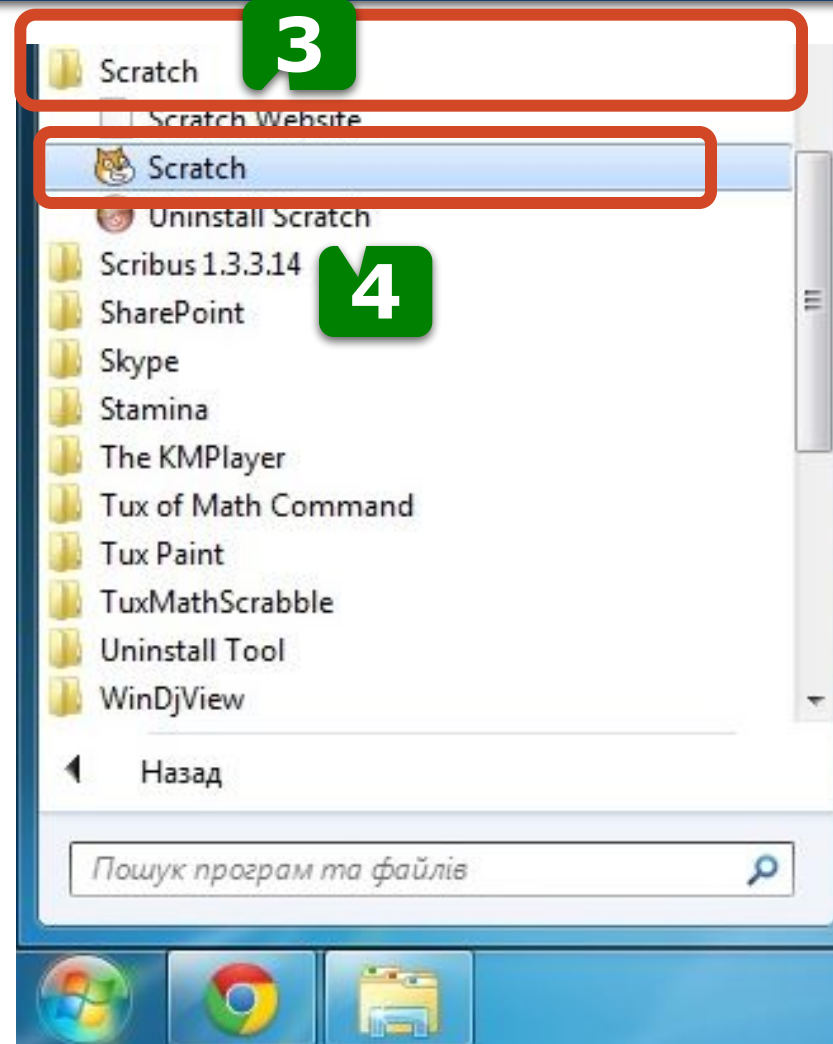 3
Scratch
Scratch Website
Scratch
Uninstall Scratch
Scribus 1.3.3.14
4
SharePoint
Skype
Stamina
The KMPlayer
Tux of Math Command
Tux Paint
TuxMathScrabble
Uninstall Tool
WinDjView
Назад
Пошук програм та файлів